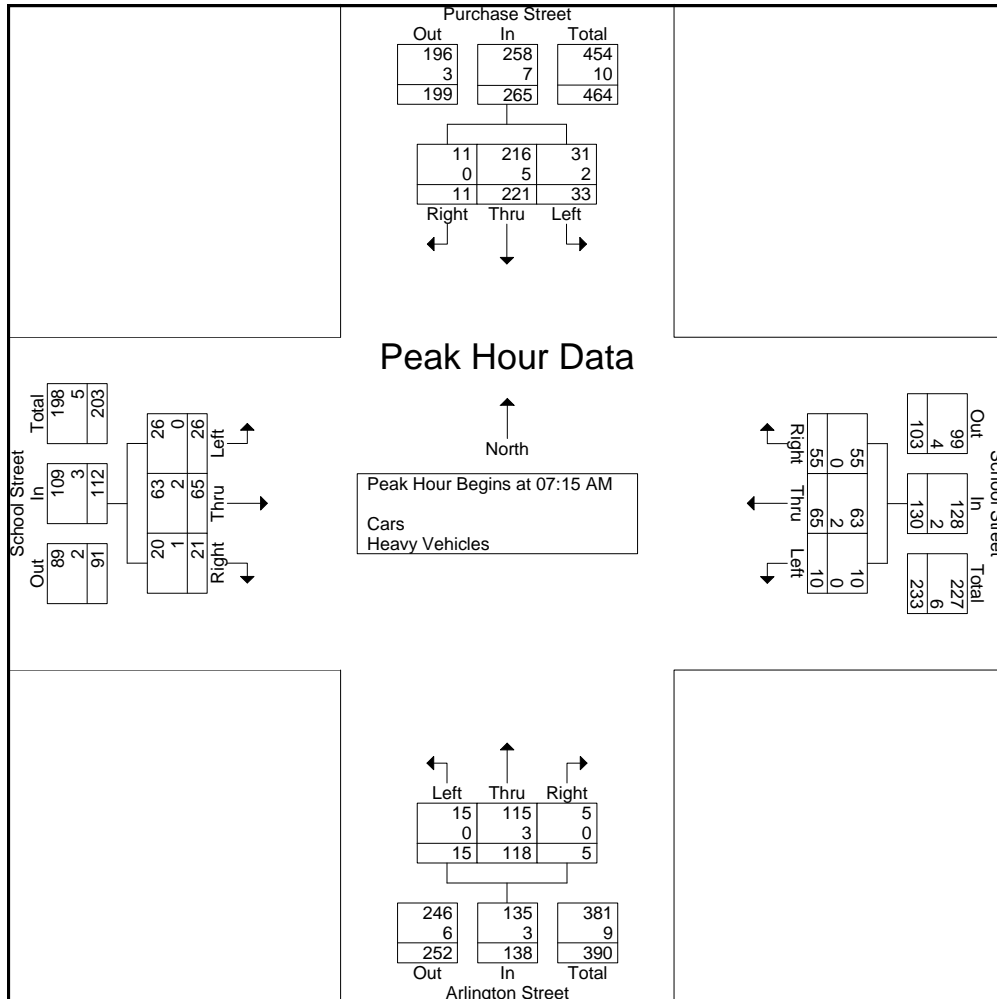 Purchase Street
Out In Total
196 258 454
3 7 10
199 265 464
11 216 31
0 5 2
11 221 33
Right Thru Left
Peak Hour Data
North
Peak Hour Begins at 07:15 AM
Cars
Heavy Vehicles
School Street
Total In Out
198 109 89
5 3 2
203 112 91
26 63 20
0 2 1
26 65 21
Left Thru Right
School Street
Out In Total
99 128 227
4 2 6
103 130 233
55 63 10
0 2 0
55 65 10
Right Thru Left
Left Thru Right
15 115 5
0 3 0
15 118 5
246 135 381
6 3 9
252 138 390
Out In Total
Arlington Street